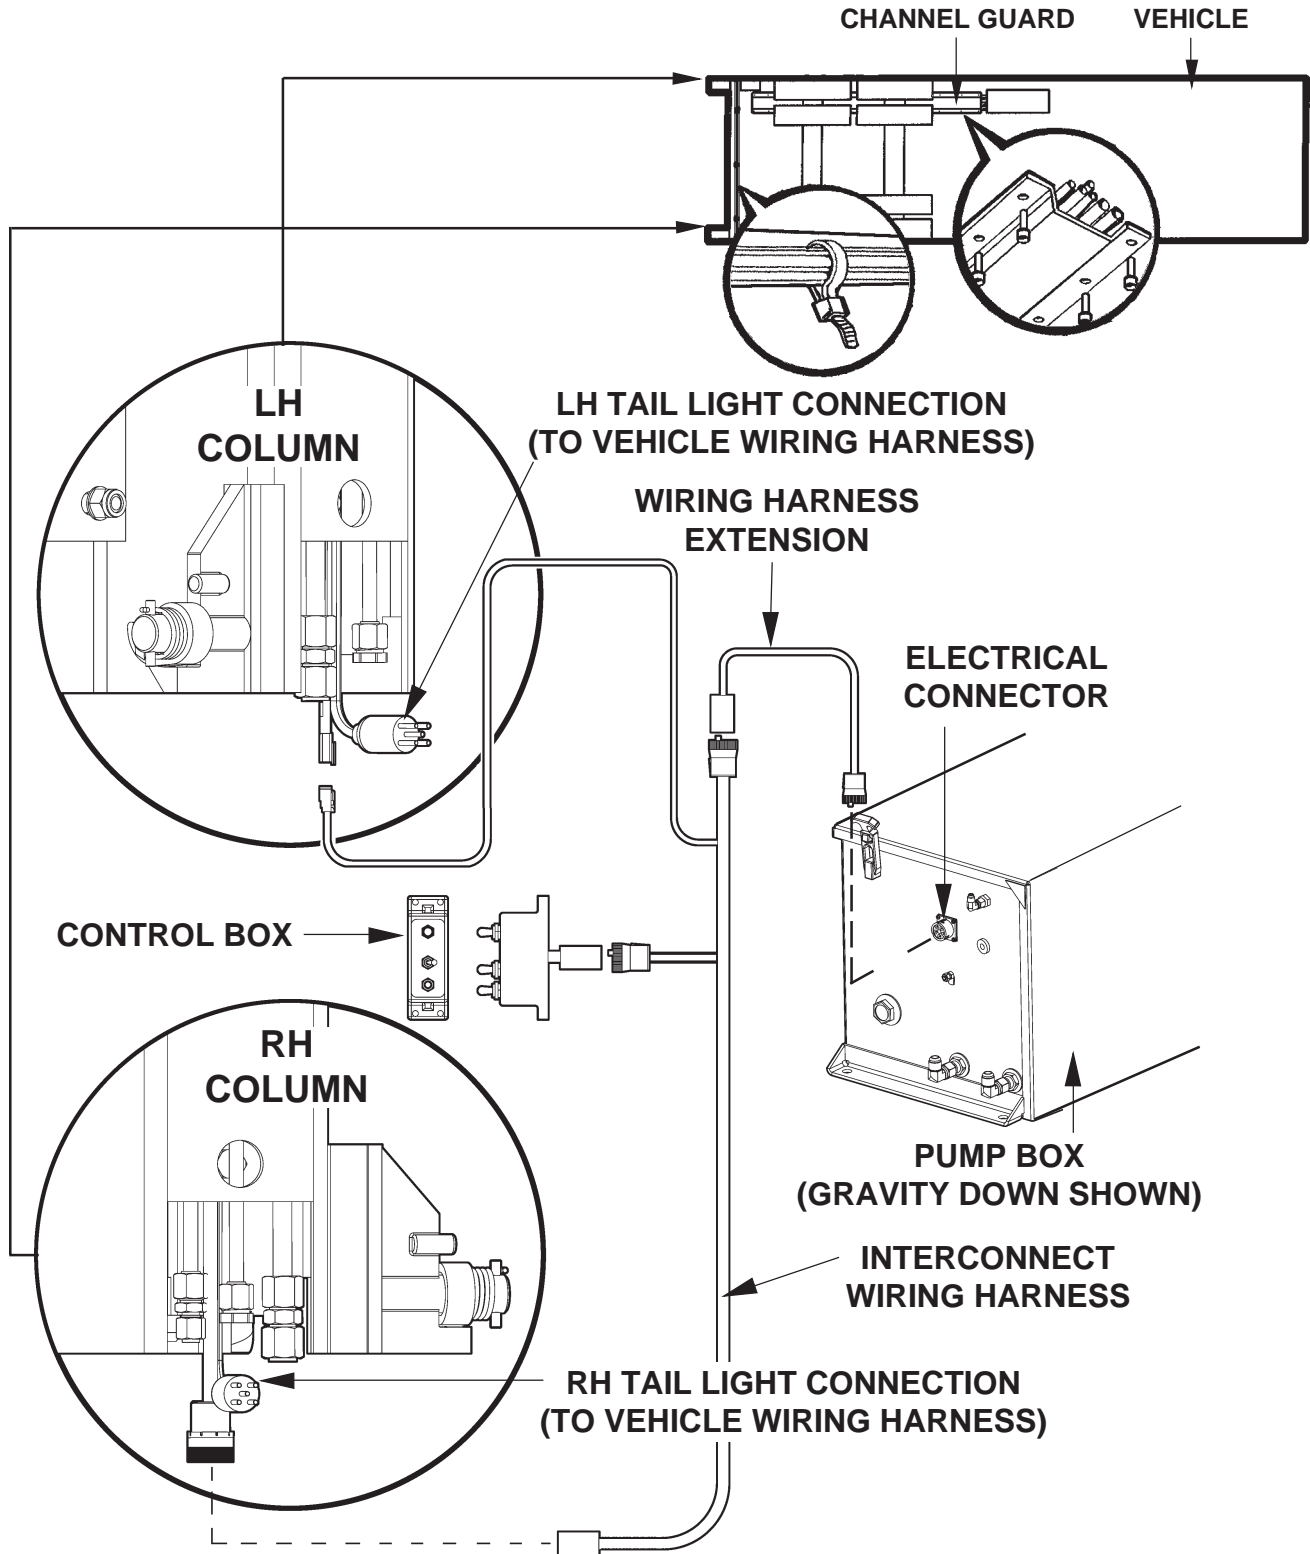 CHANNEL GUARD
VEHICLE
LH
COLUMN
LH TAIL LIGHT CONNECTION
(TO VEHICLE WIRING HARNESS)
WIRING HARNESS
EXTENSION
ELECTRICAL
CONNECTOR
CONTROL BOX
RH
COLUMN
PUMP BOX
(GRAVITY DOWN SHOWN)
INTERCONNECT
WIRING HARNESS
RH TAIL LIGHT CONNECTION
(TO VEHICLE WIRING HARNESS)